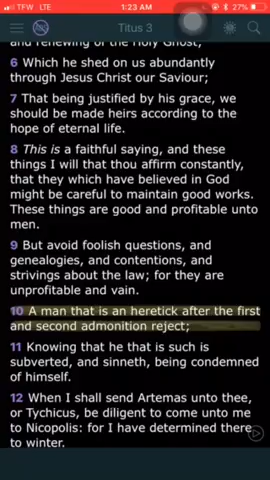 TFW LTE 1:23 AM 27%
Titus 3
and renewing of the Holy Ghost;
6 Which he shed on us abundantly
through Jesus Christ our Saviour;
7 That being justified by his grace, we
should be made heirs according to the
hope of eternal life.
8 This is a faithful saying, and these
things I will that thou affirm constantly,
that they which have believed in God
might be careful to maintain good works.
These things are good and profitable unto
men.
9 But avoid foolish questions, and
genealogies, and contentions, and
strivings about the law; for they are
unprofitable and vain.
10 A man that is an heretick after the first
and second admonition reject;
11 Knowing that he that is such is
subverted, and sinneth, being condemned
of himself.
12 When I shall send Artemas unto thee,
or Tychicus, be diligent to come unto me
to Nicopolis: for I have determined there
to winter.